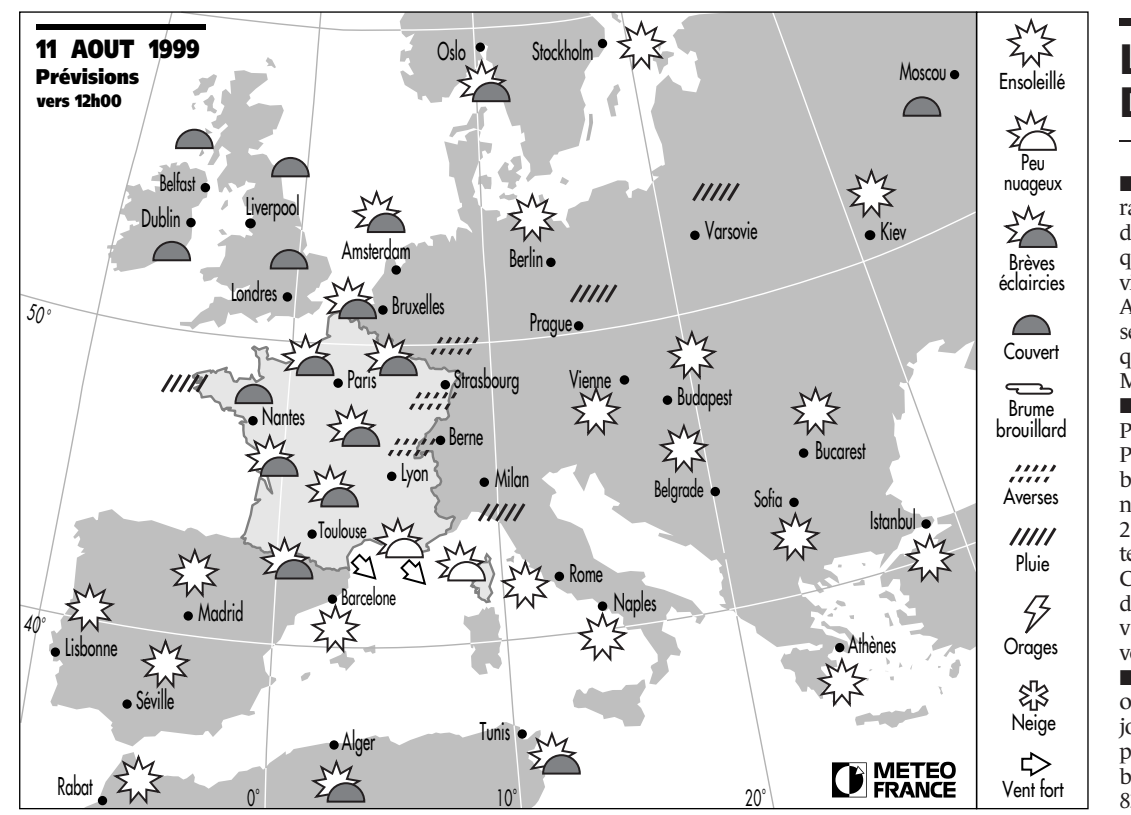 11 AOUT 1999
Prévisions
vers 12h00
Oslo
Stockholm
Moscou
Belfast
Dublin
Liverpool
Amsterdam
Berlin
Varsovie
Kiev
Londres
Bruxelles
50°
Prague
Paris
Strasbourg
Vienne
Budapest
Nantes
Berne
Bucarest
Lyon
Milan
Belgrade
Sofia
Istanbul
Toulouse
Rome
Barcelone
Naples
Madrid
40°
Lisbonne
Athènes
Séville
Alger
Tunis
Rabat
0°
10°
20°
METEO
FRANCE
Ensoleillé
Peu
nuageux
Brèves
éclaircies
Couvert
Brume
brouillard
Averses
Pluie
Orages
Neige
Vent fort